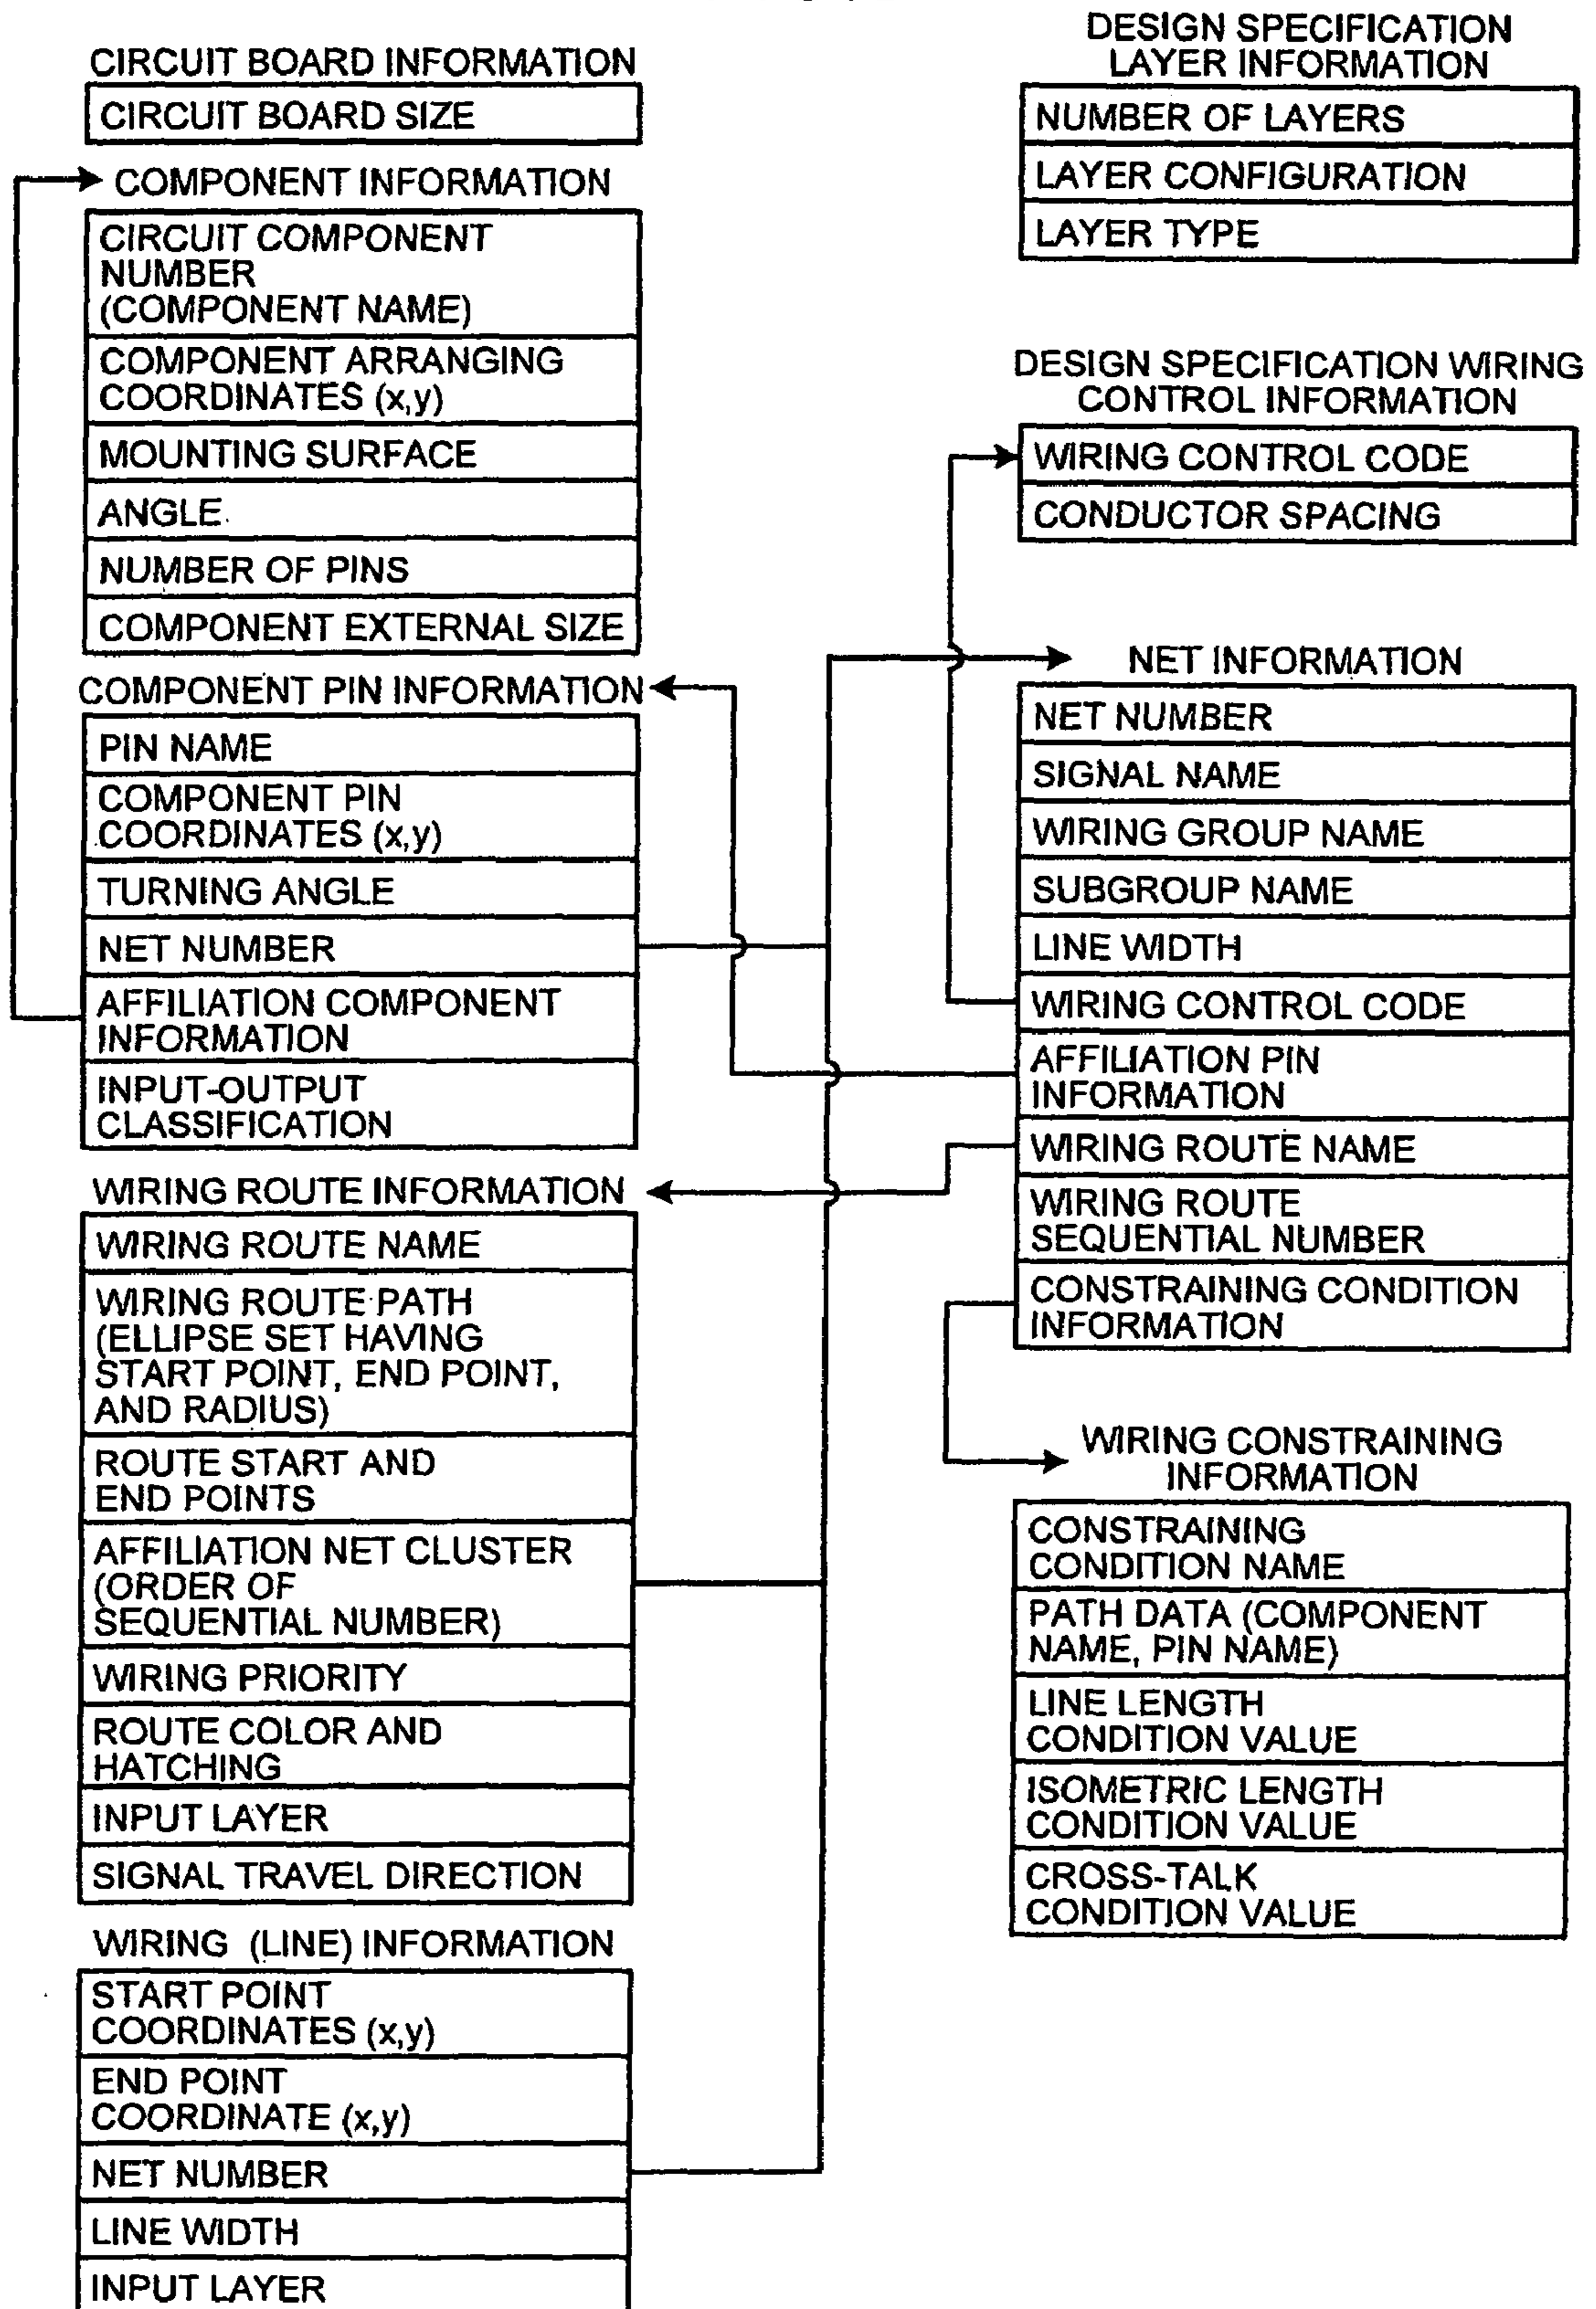 CIRCUIT BOARD INFORMATION
CIRCUIT BOARD SIZE
COMPONENT INFORMATION
CIRCUIT COMPONENT
NUMBER
(COMPONENT NAME)
COMPONENT ARRANGING
COORDINATES (x,y)
MOUNTING SURFACE
ANGLE
NUMBER OF PINS
COMPONENT EXTERNAL SIZE
COMPONENT PIN INFORMATION
PIN NAME
COMPONENT PIN
COORDINATES (x,y)
TURNING ANGLE
NET NUMBER
AFFILIATION COMPONENT
INFORMATION
INPUT-OUTPUT
CLASSIFICATION
WIRING ROUTE INFORMATION
WIRING ROUTE NAME
WIRING ROUTE PATH
(ELLIPSE SET HAVING
START POINT, END POINT,
AND RADIUS)
ROUTE START AND
END POINTS
AFFILIATION NET CLUSTER
(ORDER OF
SEQUENTIAL NUMBER)
WIRING PRIORITY
ROUTE COLOR AND
HATCHING
INPUT LAYER
SIGNAL TRAVEL DIRECTION
WIRING (LINE) INFORMATION
START POINT
COORDINATES (x,y)
END POINT
COORDINATE (x,y)
NET NUMBER
LINE WIDTH
INPUT LAYER
DESIGN SPECIFICATION
LAYER INFORMATION
NUMBER OF LAYERS
LAYER CONFIGURATION
LAYER TYPE
DESIGN SPECIFICATION WIRING
CONTROL INFORMATION
WIRING CONTROL CODE
CONDUCTOR SPACING
NET INFORMATION
NET NUMBER
SIGNAL NAME
WIRING GROUP NAME
SUBGROUP NAME
LINE WIDTH
WIRING CONTROL CODE
AFFILIATION PIN
INFORMATION
WIRING ROUTE NAME
WIRING ROUTE
SEQUENTIAL NUMBER
CONSTRAINING CONDITION
INFORMATION
WIRING CONSTRAINING
INFORMATION
CONSTRAINING
CONDITION NAME
PATH DATA (COMPONENT
NAME, PIN NAME)
LINE LENGTH
CONDITION VALUE
ISOMETRIC LENGTH
CONDITION VALUE
CROSS-TALK
CONDITION VALUE